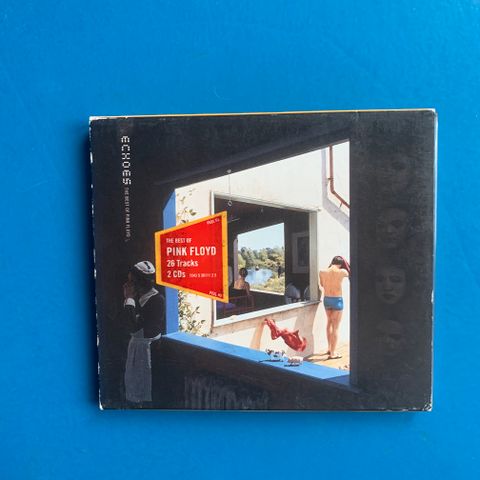 ECHOES
THE BEST OF PINK FLOYD
THE BEST OF
PINK FLOYD
26 Tracks
2 CDs